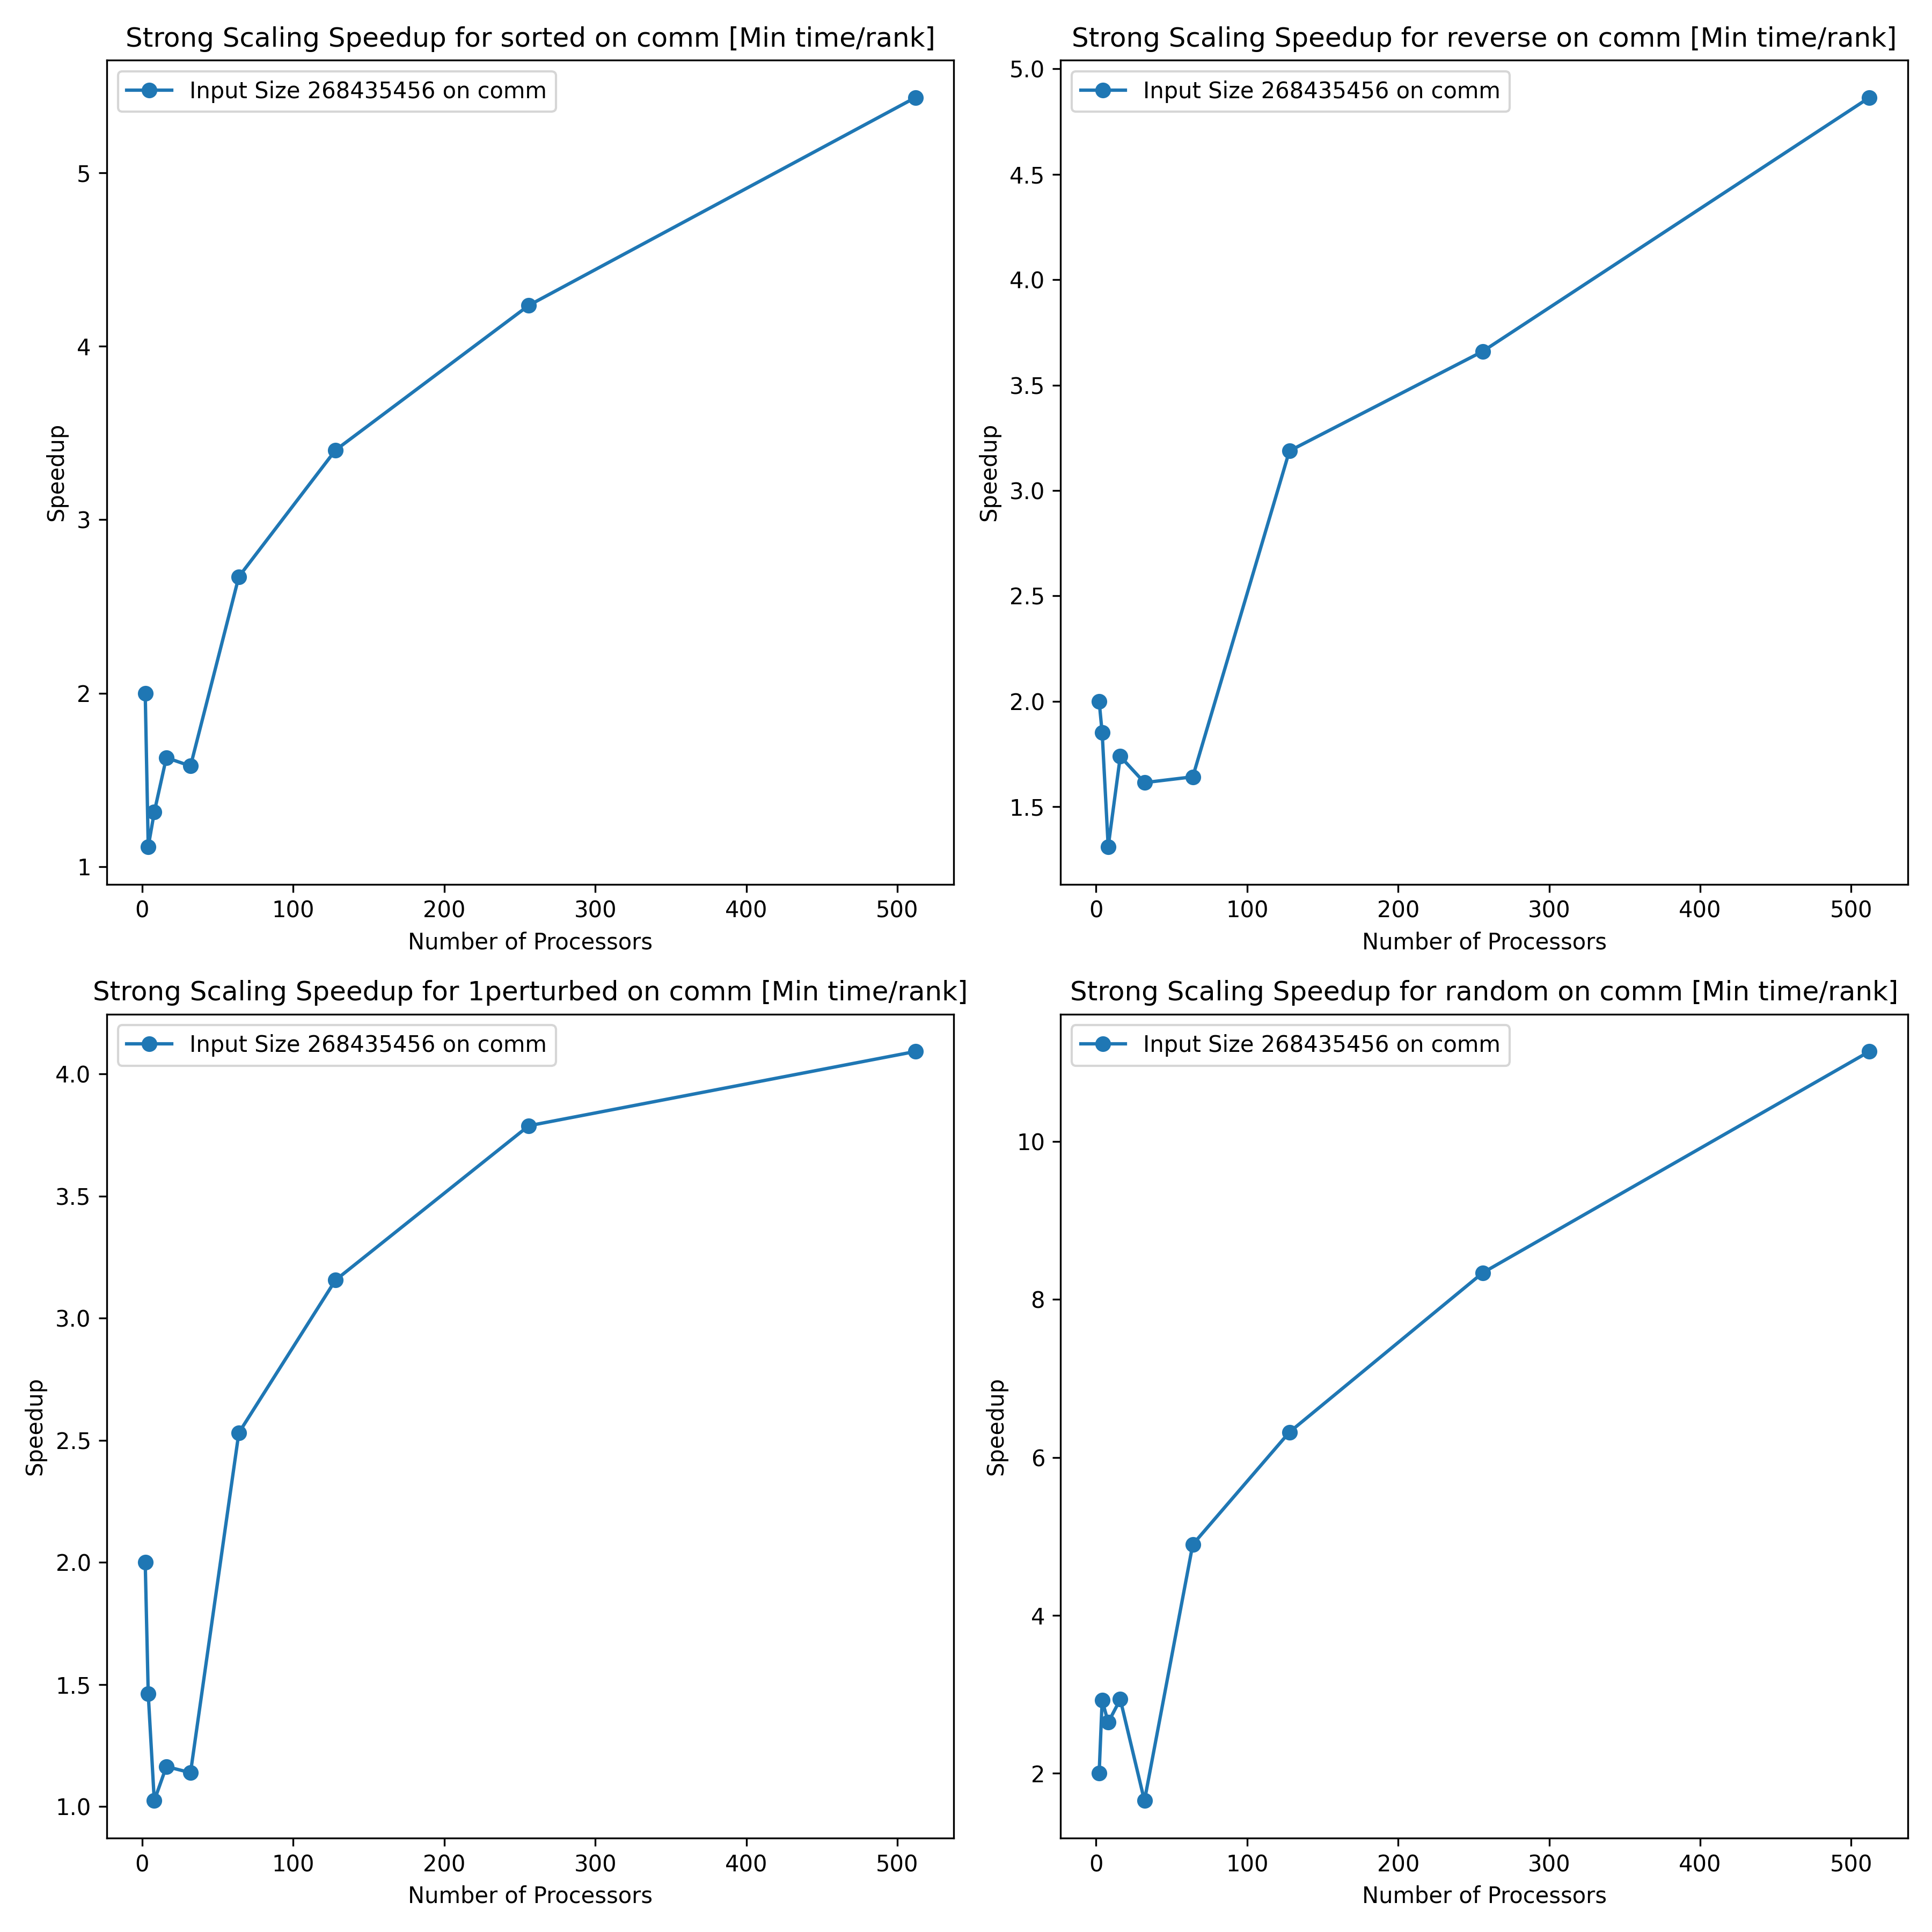 Strong Scaling Speedup for sorted on comm [Min time/rank]
Input Size 268435456 on comm
5
4
3
2
1
Speedup
0 100 200 300 400 500
Number of Processors
Strong Scaling Speedup for reverse on comm [Min time/rank]
Input Size 268435456 on comm
5.0
4.5
4.0
3.5
3.0
2.5
2.0
1.5
Speedup
0 100 200 300 400 500
Number of Processors
Strong Scaling Speedup for 1perturbed on comm [Min time/rank]
Input Size 268435456 on comm
4.0
3.5
3.0
2.5
2.0
1.5
1.0
Speedup
0 100 200 300 400 500
Number of Processors
Strong Scaling Speedup for random on comm [Min time/rank]
Input Size 268435456 on comm
10
8
6
4
2
Speedup
0 100 200 300 400 500
Number of Processors